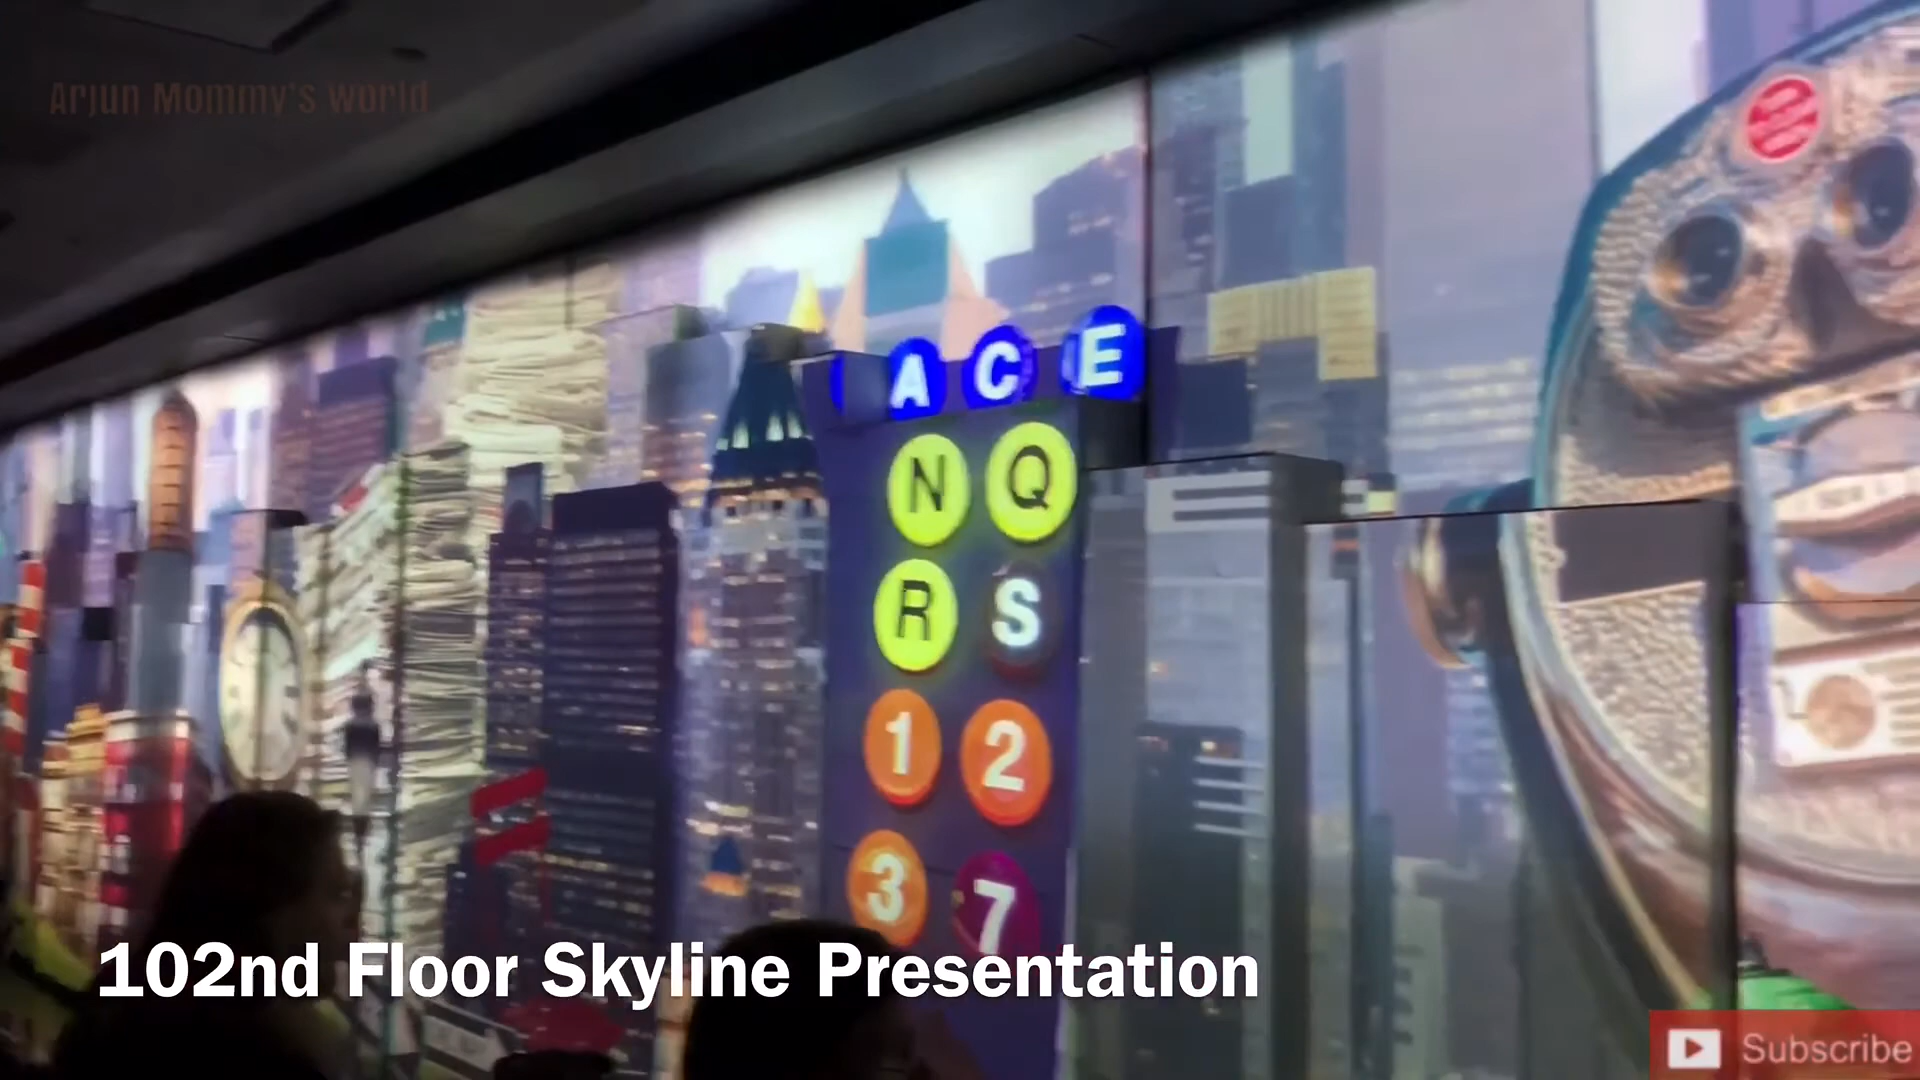 Arjun Mommy's World
A C E
N Q
R S
1 2
3 7
102nd Floor Skyline Presentation
Subscribe